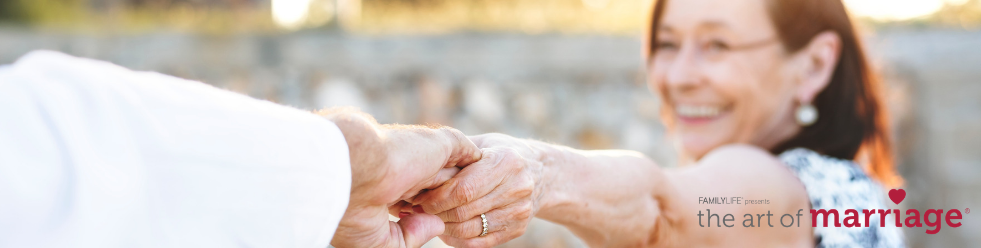 FAMILYLIFE® presents
the art of marriage®